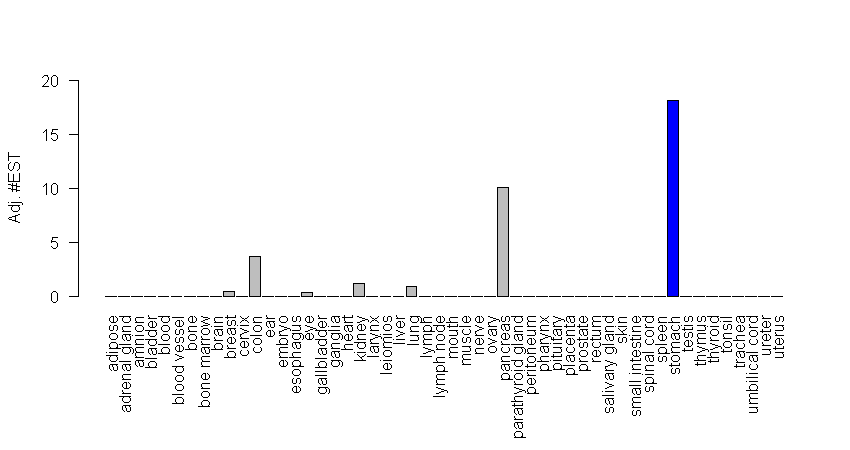 Adj. #EST
20
15
10
5
0
adipose
adrenal gland
amnion
bladder
blood
blood vessel
bone
bone marrow
brain
breast
cervix
colon
ear
embryo
esophagus
eye
gallbladder
ganglia
heart
kidney
larynx
leiomios
liver
lung
lymph
lymph node
mouth
muscle
nerve
ovary
pancreas
parathyroid gland
peritoneum
pharynx
pituitary
placenta
prostate
rectum
salivary gland
skin
small intestine
spinal cord
spleen
stomach
testis
thymus
thyroid
tonsil
trachea
umbilical cord
ureter
uterus